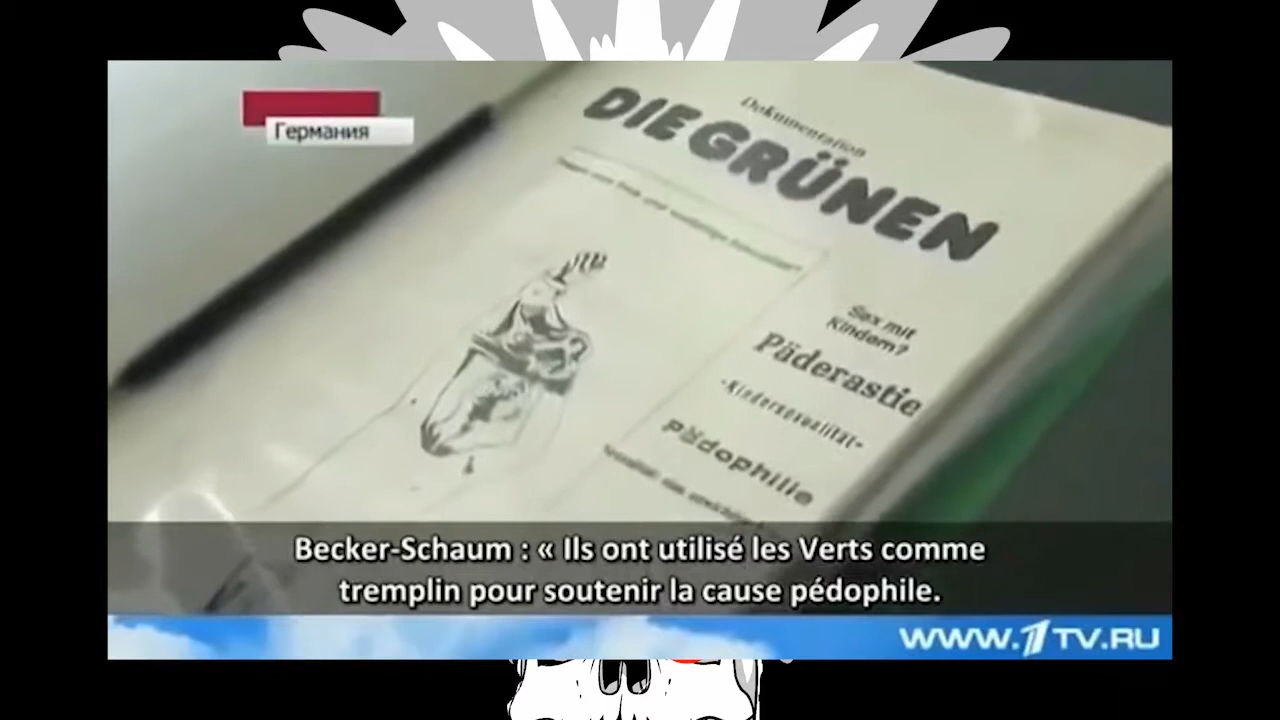 Германия
Dokumentation
DIE GRÜNEN
Sex mit
Kindern?
Päderastie
"Kindersexualität"
Pädophilie
Becker-Schaum : « Ils ont utilisé les Verts comme
tremplin pour soutenir la cause pédophile.
WWW.1TV.RU